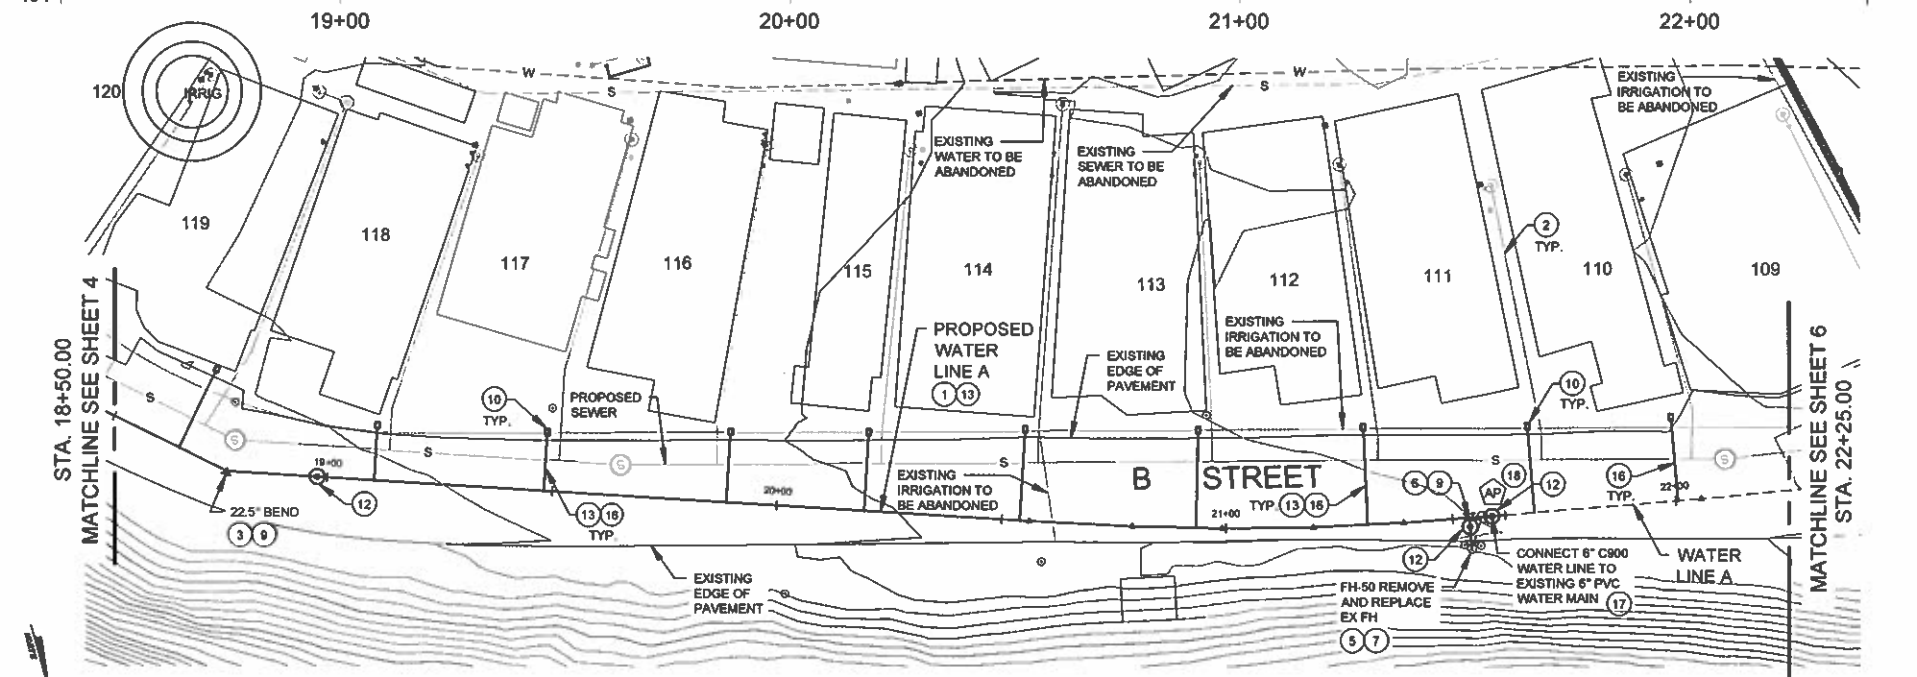 19+00
20+00
21+00
22+00
120
IRRIG
W
S
W
S
EXISTING
IRRIGATION TO
BE ABANDONED
EXISTING
WATER TO BE
ABANDONED
EXISTING
SEWER TO BE
ABANDONED
119
118
117
116
115
114
113
112
111
110
109
2
TYP.
STA. 18+50.00
MATCHLINE SEE SHEET 4
PROPOSED
WATER
LINE A
1 13
EXISTING
EDGE OF
PAVEMENT
EXISTING
IRRIGATION TO
BE ABANDONED
10
TYP.
PROPOSED
SEWER
10
TYP.
MATCHLINE SEE SHEET 6
STA. 22+25.00
S
S
S
S
S
S
S
S
19+00
12
20+00
EXISTING
IRRIGATION TO
BE ABANDONED
B STREET
21+00
TYP. 13 16
6 9
18
AP
12
16
TYP.
22+00
22.5° BEND
3 9
13 16
TYP.
12
CONNECT 6" C900
WATER LINE TO
EXISTING 6" PVC
WATER MAIN 17
WATER
LINE A
EXISTING
EDGE OF
PAVEMENT
FH-50 REMOVE
AND REPLACE
EX FH
5 7